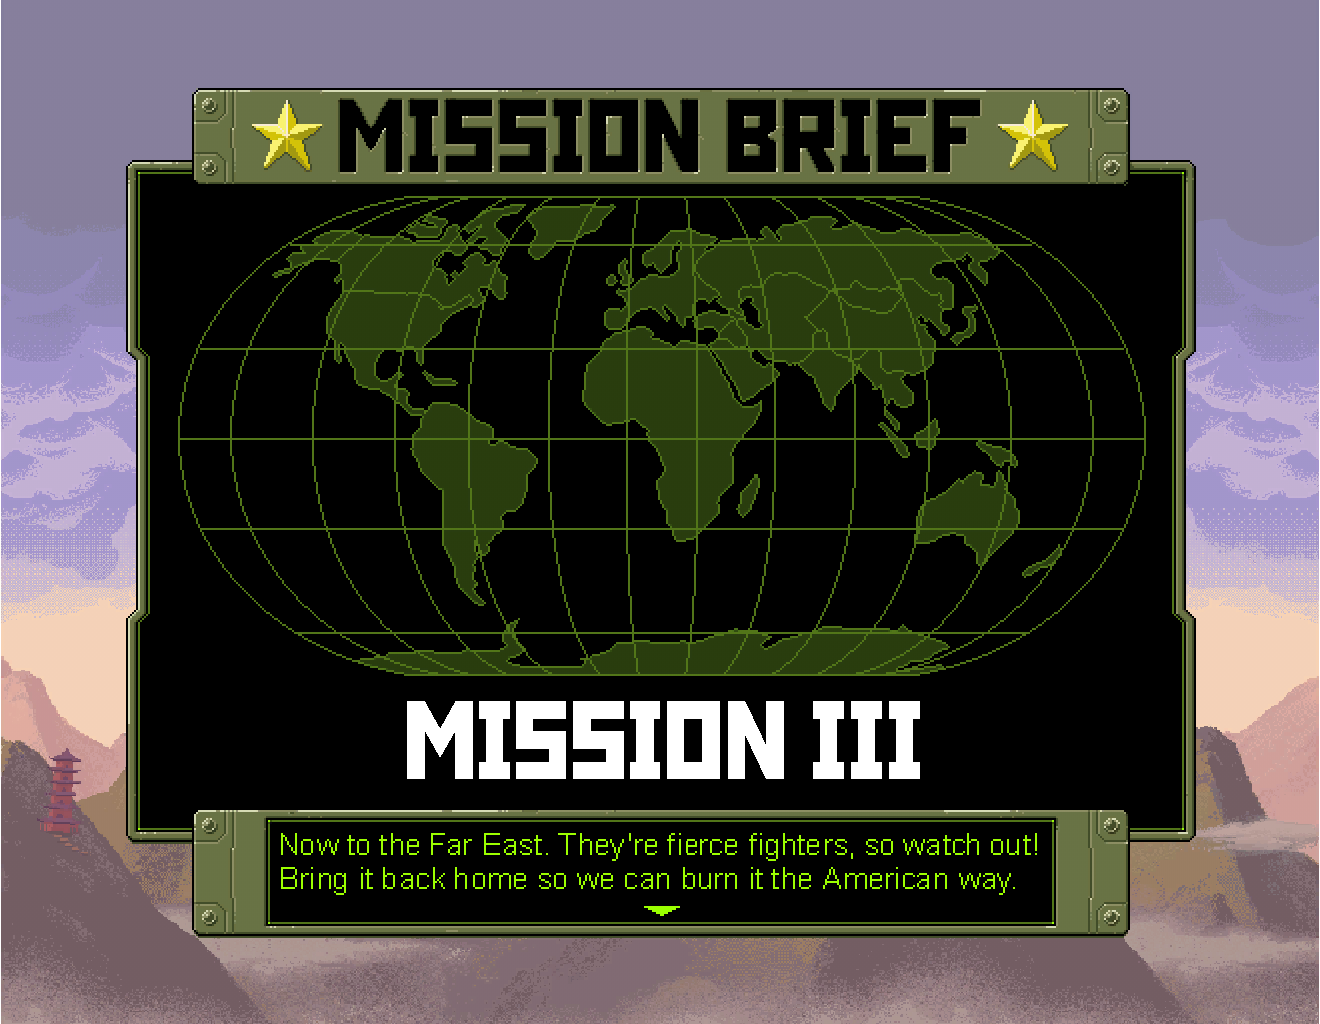 MISSION BRIEF
MISSION III
Now to the Far East. They're fierce fighters, so watch out!
Bring it back home so we can burn it the American way.